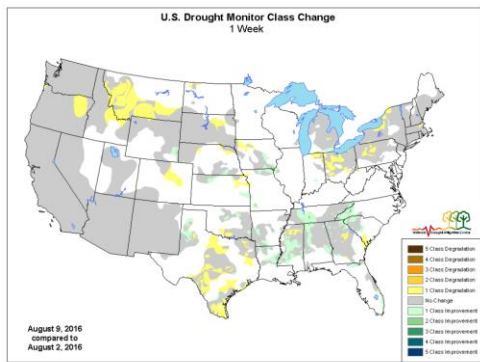 U.S. Drought Monitor Class Change
1 Week
5 Class Degradation
4 Class Degradation
3 Class Degradation
2 Class Degradation
1 Class Degradation
No Change
1 Class Improvement
2 Class Improvement
3 Class Improvement
4 Class Improvement
5 Class Improvement
August 9, 2016
compared to
August 2, 2016